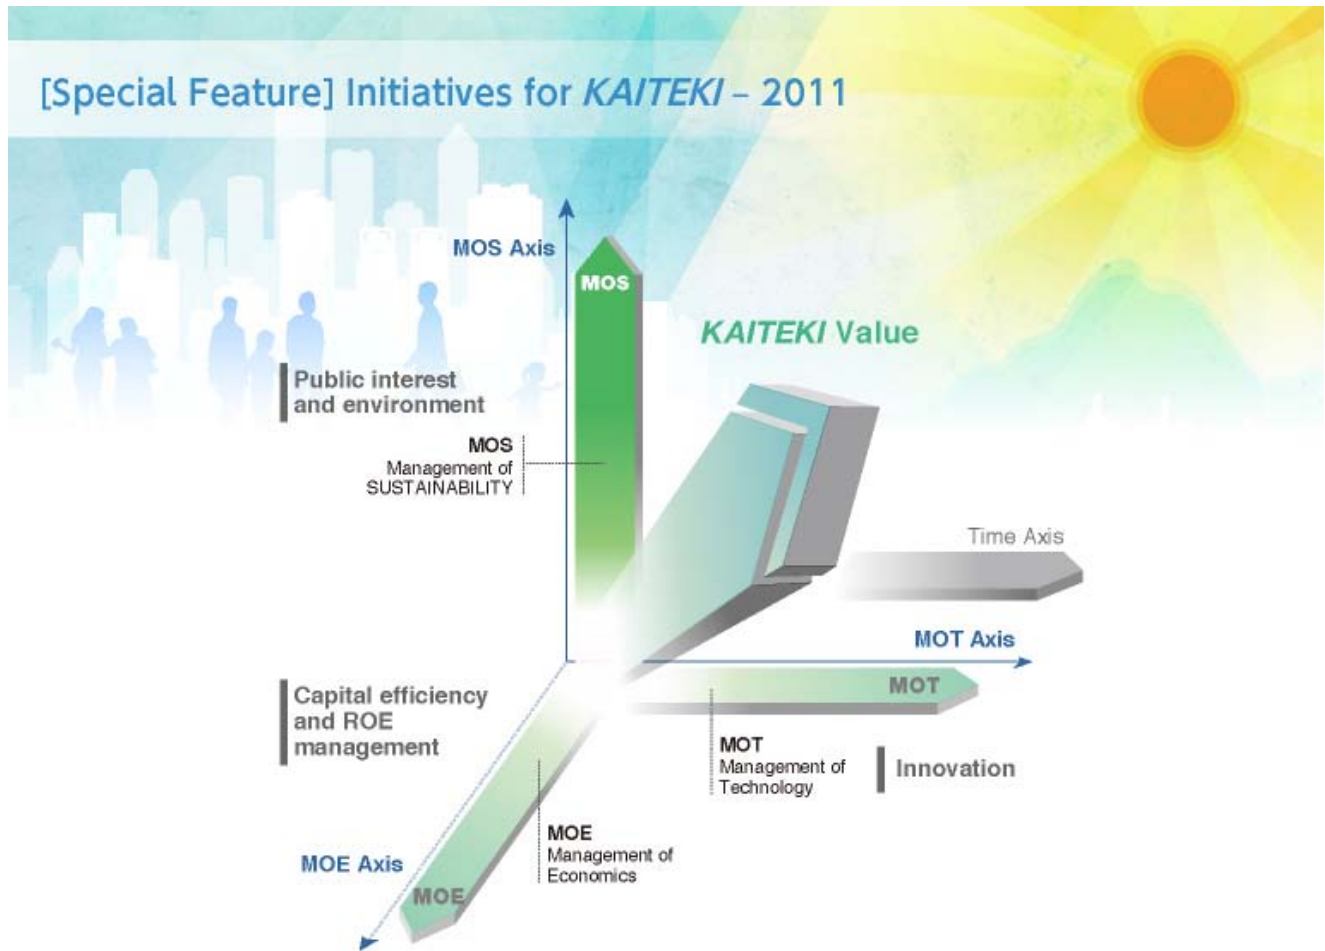 [Special Feature] Initiatives for KAITEKI – 2011
MOS Axis
MOS
KAITEKI Value
Public interest
and environment
MOS
Management of
SUSTAINABILITY
Time Axis
MOT Axis
MOT
Capital efficiency
and ROE
management
MOT
Management of
Technology
Innovation
MOE
Management of
Economics
MOE Axis
MOE